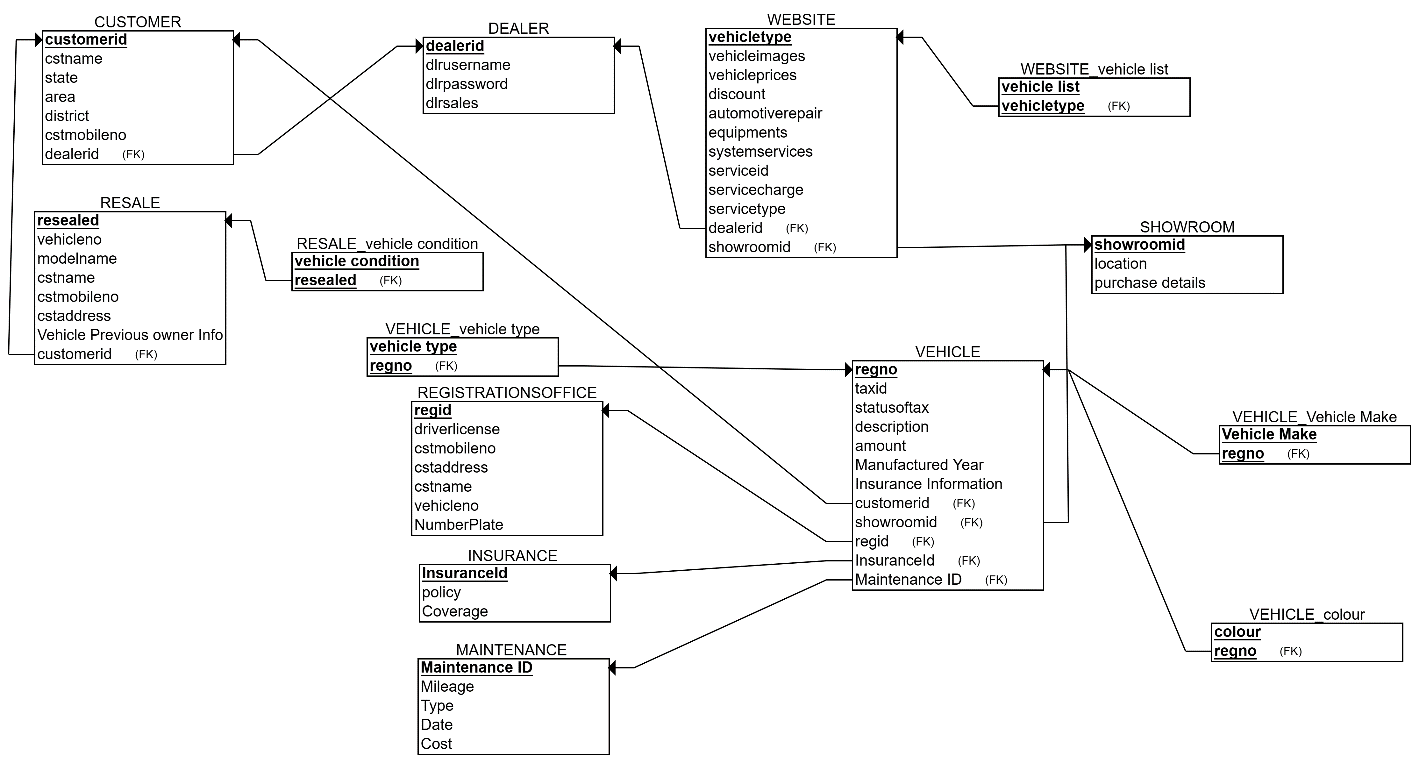 CUSTOMER
customerid
cstname
state
area
district
cstmobileno
dealerid (FK)
DEALER
dealerid
dlrusername
dlrpassword
dlrsales
WEBSITE
vehicletype
vehicleimages
vehicleprices
discount
automotiverepair
equipments
systemservices
serviceid
servicecharge
servicetype
dealerid (FK)
showroomid (FK)
WEBSITE_vehicle list
vehicle list
vehicletype (FK)
RESALE
resealed
vehicleno
modelname
cstname
cstmobileno
cstaddress
Vehicle Previous owner Info
customerid (FK)
RESALE_vehicle condition
vehicle condition
resealed (FK)
SHOWROOM
showroomid
location
purchase details
VEHICLE_vehicle type
vehicle type
regno (FK)
VEHICLE
regno
taxid
statusoftax
description
amount
Manufactured Year
Insurance Information
customerid (FK)
showroomid (FK)
regid (FK)
InsuranceId (FK)
Maintenance ID (FK)
REGISTRATIONSOFFICE
regid
driverlicense
cstmobileno
cstaddress
cstname
vehicleno
NumberPlate
VEHICLE_Vehicle Make
Vehicle Make
regno (FK)
INSURANCE
InsuranceId
policy
Coverage
VEHICLE_colour
colour
regno (FK)
MAINTENANCE
Maintenance ID
Mileage
Type
Date
Cost